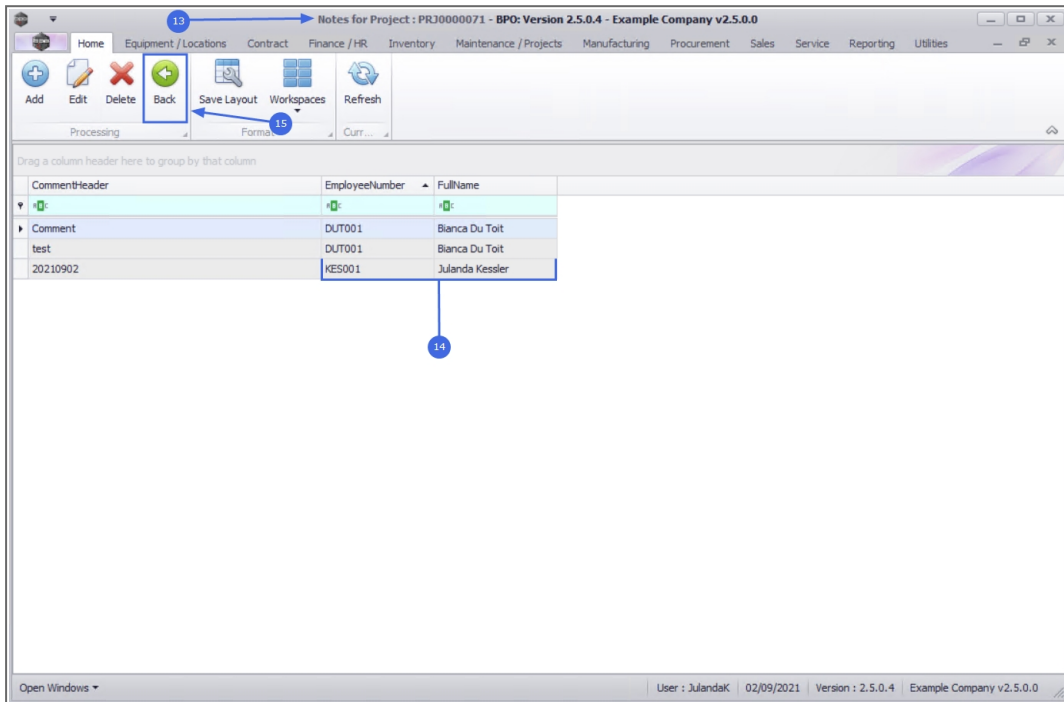 13
Notes for Project : PRJ0000071 - BPO: Version 2.5.0.4 - Example Company v2.5.0.0
Home Equipment / Locations Contract Finance / HR Inventory Maintenance / Projects Manufacturing Procurement Sales Service Reporting Utilities
Add Edit Delete Back Save Layout Workspaces Refresh
15
Processing Format Curr...
Drag a column header here to group by that column
CommentHeader EmployeeNumber FullName
Comment DUT001 Bianca Du Toit
test DUT001 Bianca Du Toit
20210902 KES001 Julanda Kessler
14
Open Windows User : JulandaK 02/09/2021 Version : 2.5.0.4 Example Company v2.5.0.0